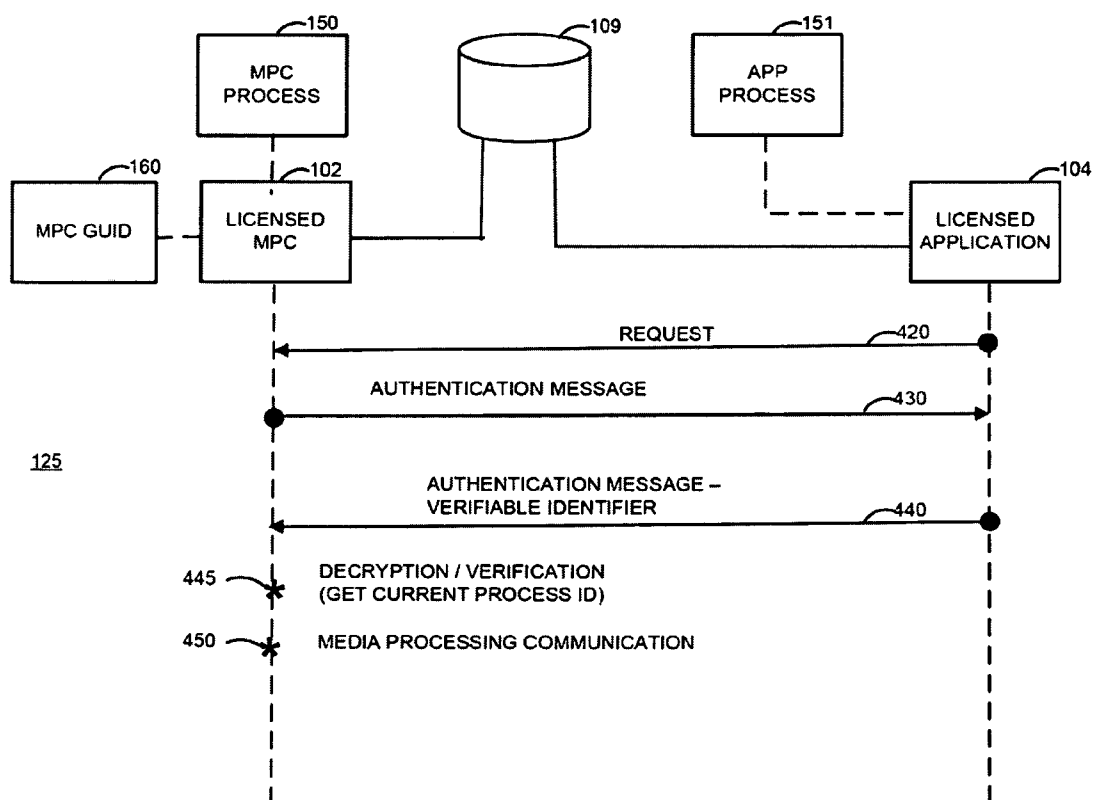 150
MPC
PROCESS
109
151
APP
PROCESS
160
MPC GUID
102
LICENSED
MPC
104
LICENSED
APPLICATION
REQUEST
420
AUTHENTICATION MESSAGE
430
125
AUTHENTICATION MESSAGE –
VERIFIABLE IDENTIFIER
440
445
DECRYPTION / VERIFICATION
(GET CURRENT PROCESS ID)
450
MEDIA PROCESSING COMMUNICATION